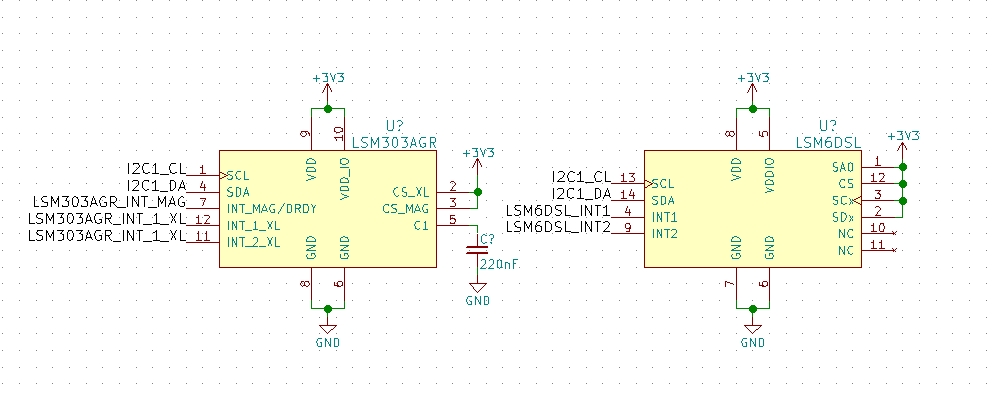 +3V3
U?
LSM303AGR
9
10
VDD
VDD_IO
I2C1_CL
1
SCL
I2C1_DA
4
SDA
LSM303AGR_INT_MAG
7
INT_MAG/DRDY
LSM303AGR_INT_1_XL
12
INT_1_XL
LSM303AGR_INT_1_XL
11
INT_2_XL
+3V3
2
CS_XL
3
CS_MAG
5
C1
C?
220nF
GND
GND
GND
8
6
GND
+3V3
U?
LSM6DSL
8
5
VDD
VDDIO
I2C1_CL
13
SCL
I2C1_DA
14
SDA
LSM6DSL_INT1
4
INT1
LSM6DSL_INT2
9
INT2
+3V3
SA0
1
CS
12
SCx
3
SDx
2
NC
10
NC
11
GND
GND
7
6
GND